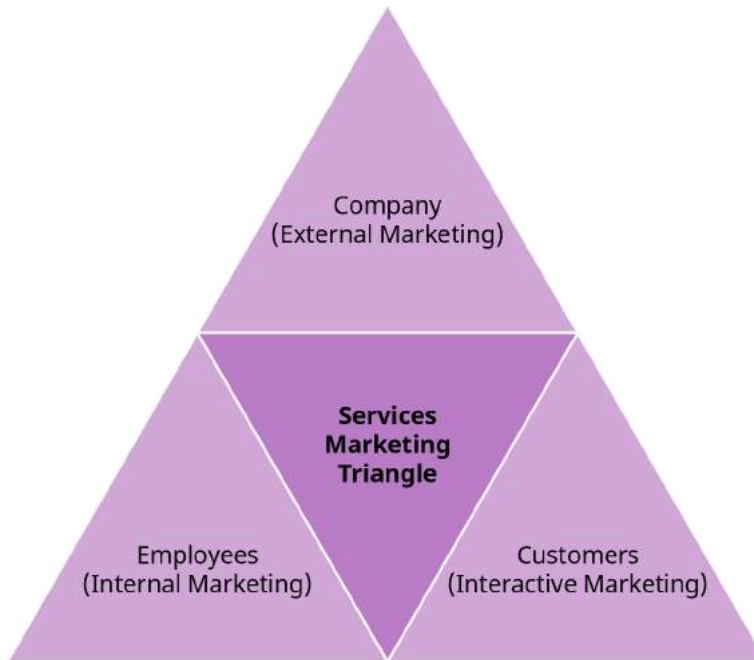 Company
(External Marketing)
Services
Marketing
Triangle
Employees
(Internal Marketing)
Customers
(Interactive Marketing)